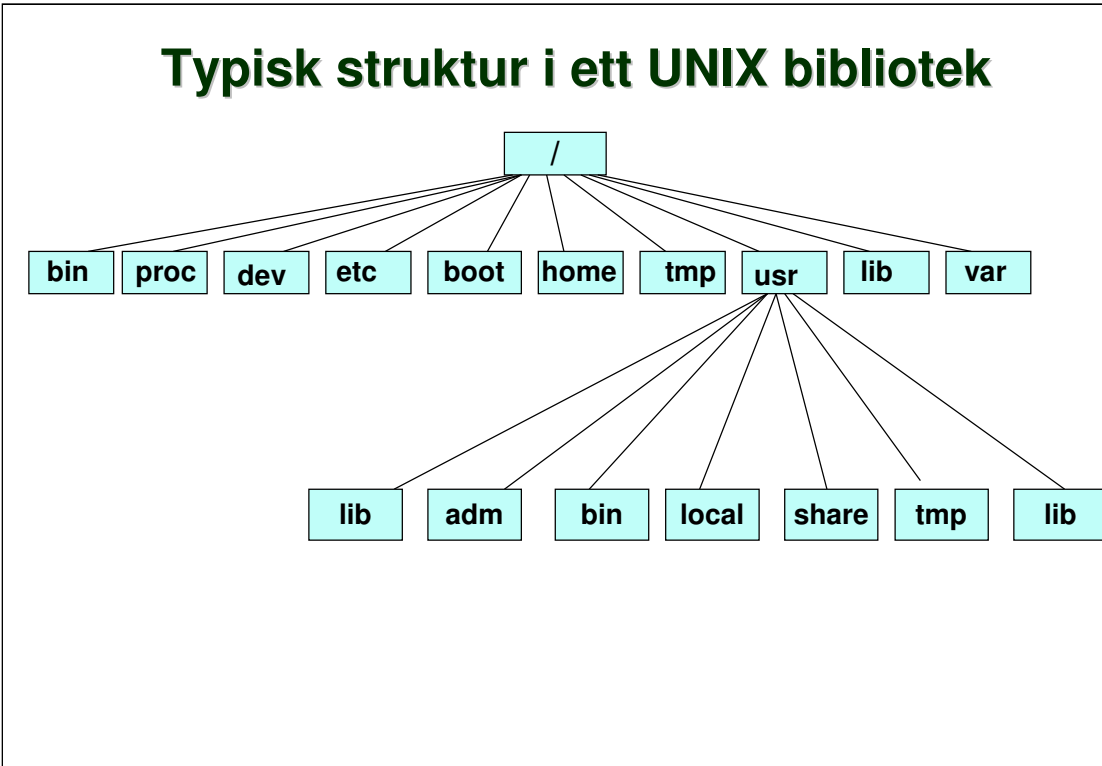 Typisk struktur i ett UNIX bibliotek
/
bin proc dev etc boot home tmp usr lib var
lib adm bin local share tmp lib